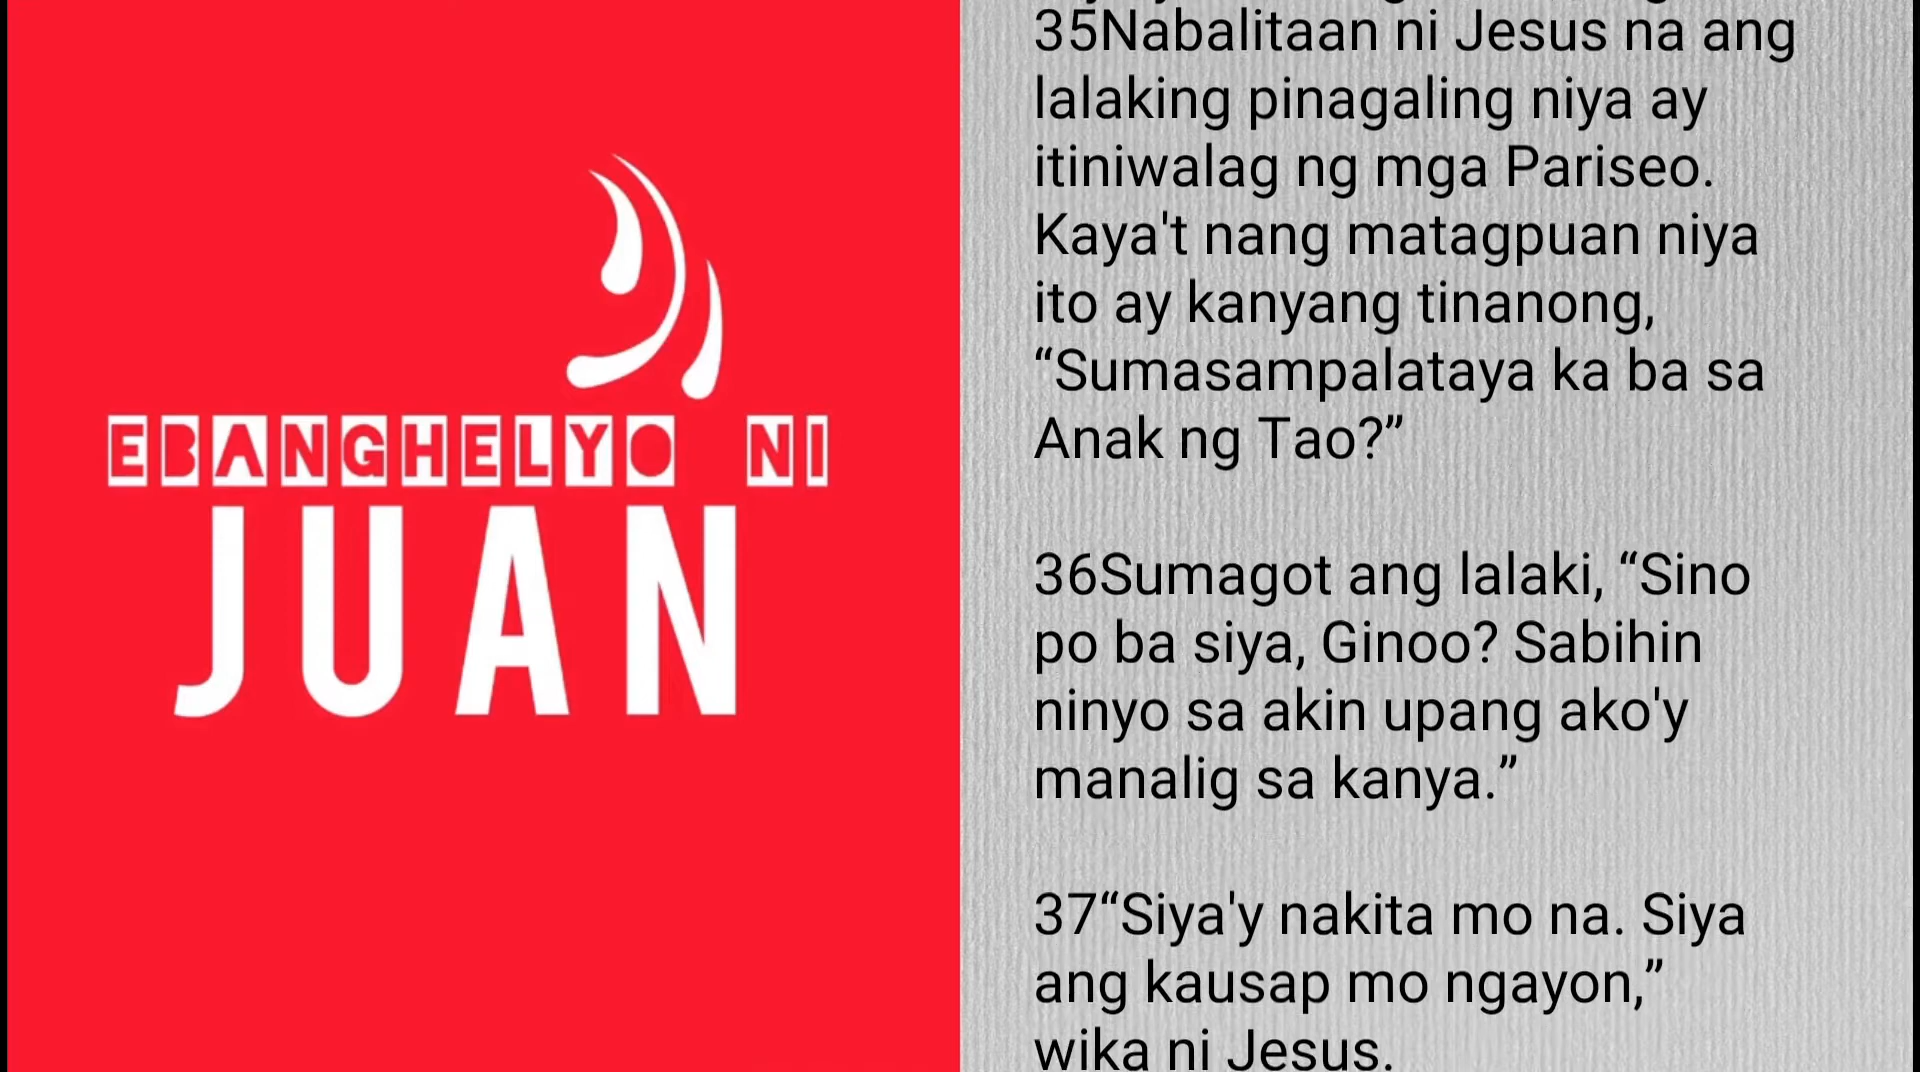 EBANGHELYO NI
JUAN
35Nabalitaan ni Jesus na ang
lalaking pinagaling niya ay
itiniwalag ng mga Pariseo.
Kaya't nang matagpuan niya
ito ay kanyang tinanong,
“Sumasampalataya ka ba sa
Anak ng Tao?”
36Sumagot ang lalaki, “Sino
po ba siya, Ginoo? Sabihin
ninyo sa akin upang ako'y
manalig sa kanya.”
37“Siya'y nakita mo na. Siya
ang kausap mo ngayon,”
wika ni Jesus.